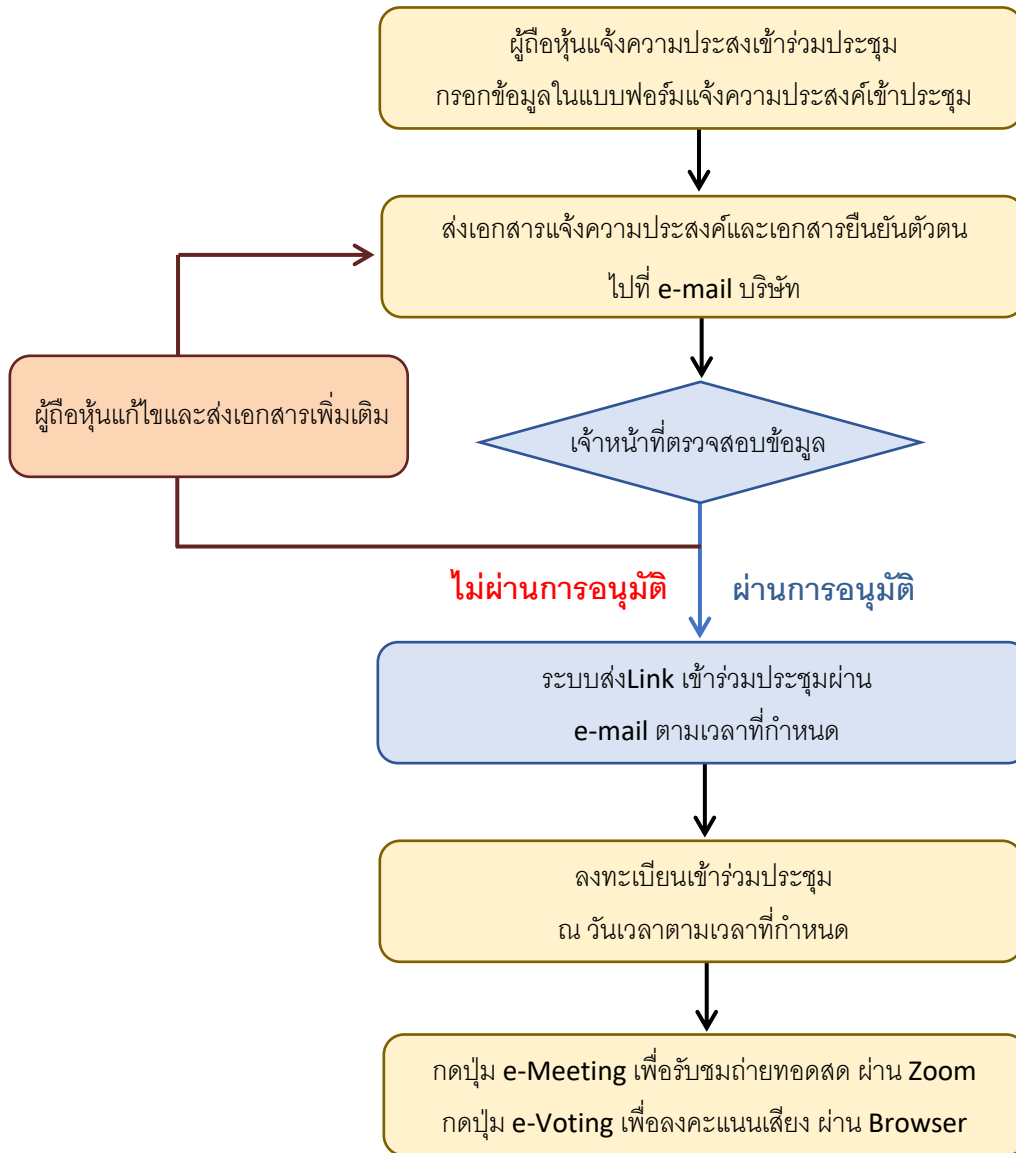 ผู้ถือหุ้นแจ้งความประสงเข้าร่วมประชุม
กรอกข้อมูลในแบบฟอร์มแจ้งความประสงค์เข้าประชุม
ส่งเอกสารแจ้งความประสงค์และเอกสารยืนยันตัวตน
ไปที่ e-mail บริษัท
ผู้ถือหุ้นแก้ไขและส่งเอกสารเพิ่มเติม
เจ้าหน้าที่ตรวจสอบข้อมูล
ไม่ผ่านการอนุมัติ
ผ่านการอนุมัติ
ระบบส่งLink เข้าร่วมประชุมผ่าน
e-mail ตามเวลาที่กำหนด
ลงทะเบียนเข้าร่วมประชุม
ณ วันเวลาตามเวลาที่กำหนด
กดปุ่ม e-Meeting เพื่อรับชมถ่ายทอดสด ผ่าน Zoom
กดปุ่ม e-Voting เพื่อลงคะแนนเสียง ผ่าน Browser